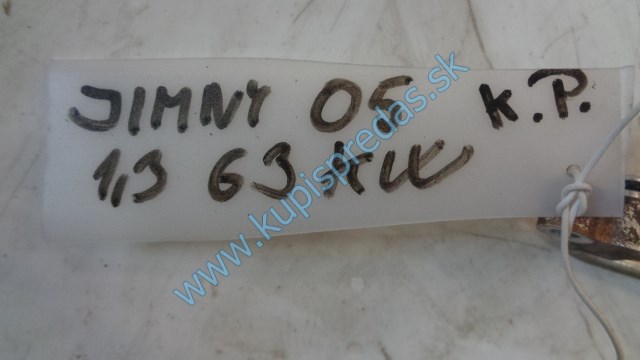 JIMNY 05 K.P.
1,3 63 KW
www.kupispredas.sk